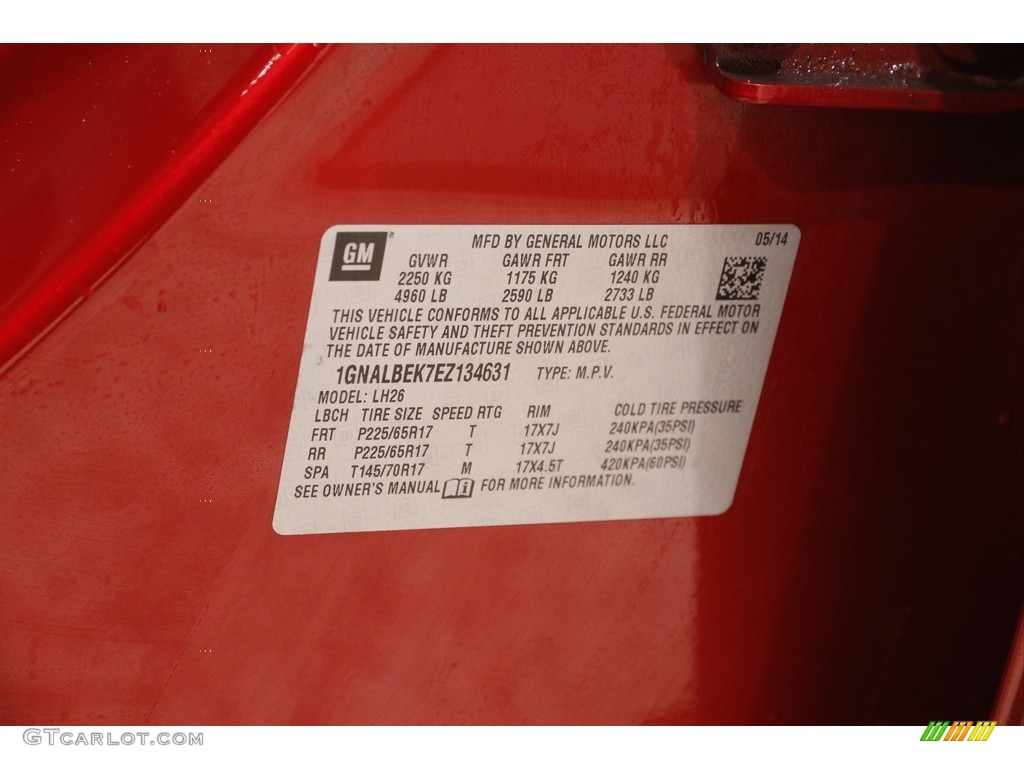 GM
MFD BY GENERAL MOTORS LLC 05/14
GVWR GAWR FRT GAWR RR
2250 KG 1175 KG 1240 KG
4960 LB 2590 LB 2733 LB
THIS VEHICLE CONFORMS TO ALL APPLICABLE U.S. FEDERAL MOTOR
VEHICLE SAFETY AND THEFT PREVENTION STANDARDS IN EFFECT ON
THE DATE OF MANUFACTURE SHOWN ABOVE.
1GNALBEK7EZ134631 TYPE: M.P.V.
MODEL: LH26
LBCH TIRE SIZE SPEED RTG RIM COLD TIRE PRESSURE
FRT P225/65R17 T 17X7J 240KPA(35PSI)
RR P225/65R17 T 17X7J 240KPA(35PSI)
SPA T145/70R17 M 17X4.5T 420KPA(60PSI)
SEE OWNER'S MANUAL FOR MORE INFORMATION.
GTCarlot.com